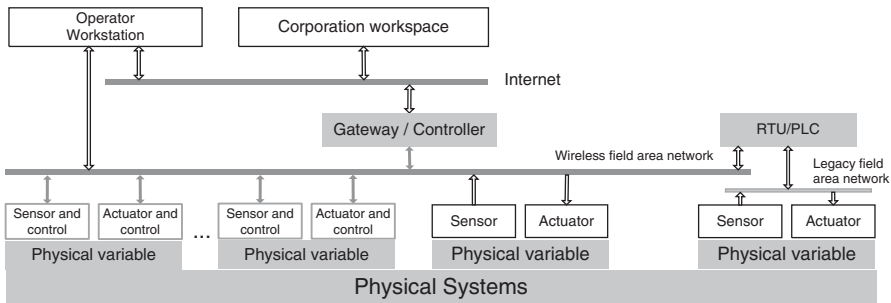 Operator
Workstation
Corporation workspace
Internet
Gateway / Controller
RTU/PLC
Wireless field area network
Legacy field
area network
Sensor and
control
Actuator and
control
...
Sensor and
control
Actuator and
control
Sensor
Actuator
Sensor
Actuator
Physical variable
Physical variable
Physical variable
Physical variable
Physical Systems